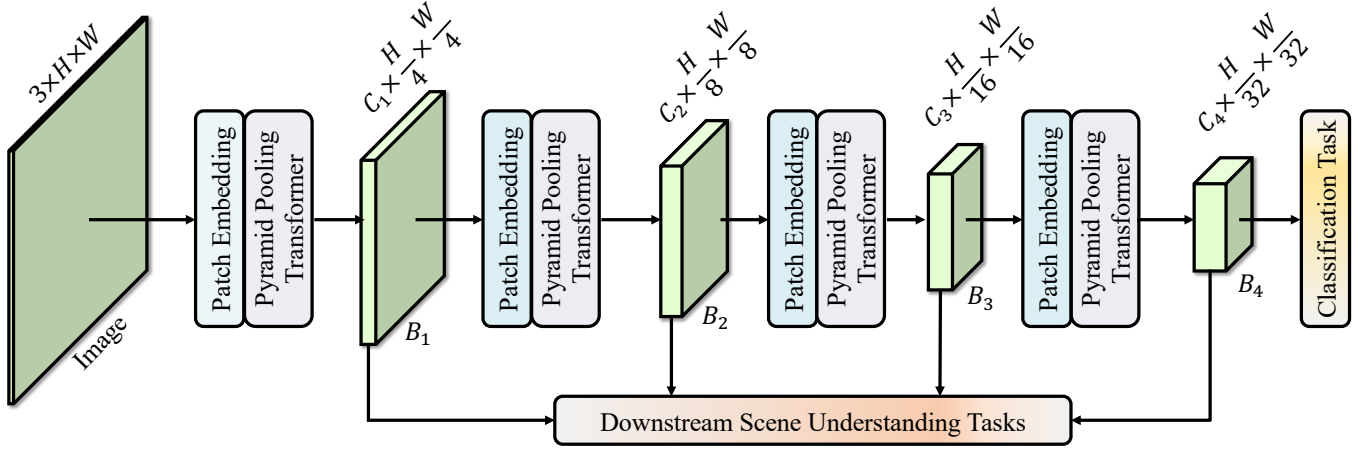 3×H×W
Image
Patch Embedding
Pyramid Pooling
Transformer
C₁×H/4×W/4
B₁
Patch Embedding
Pyramid Pooling
Transformer
C₂×H/8×W/8
B₂
Patch Embedding
Pyramid Pooling
Transformer
C₃×H/16×W/16
B₃
Patch Embedding
Pyramid Pooling
Transformer
C₄×H/32×W/32
B₄
Classification Task
Downstream Scene Understanding Tasks